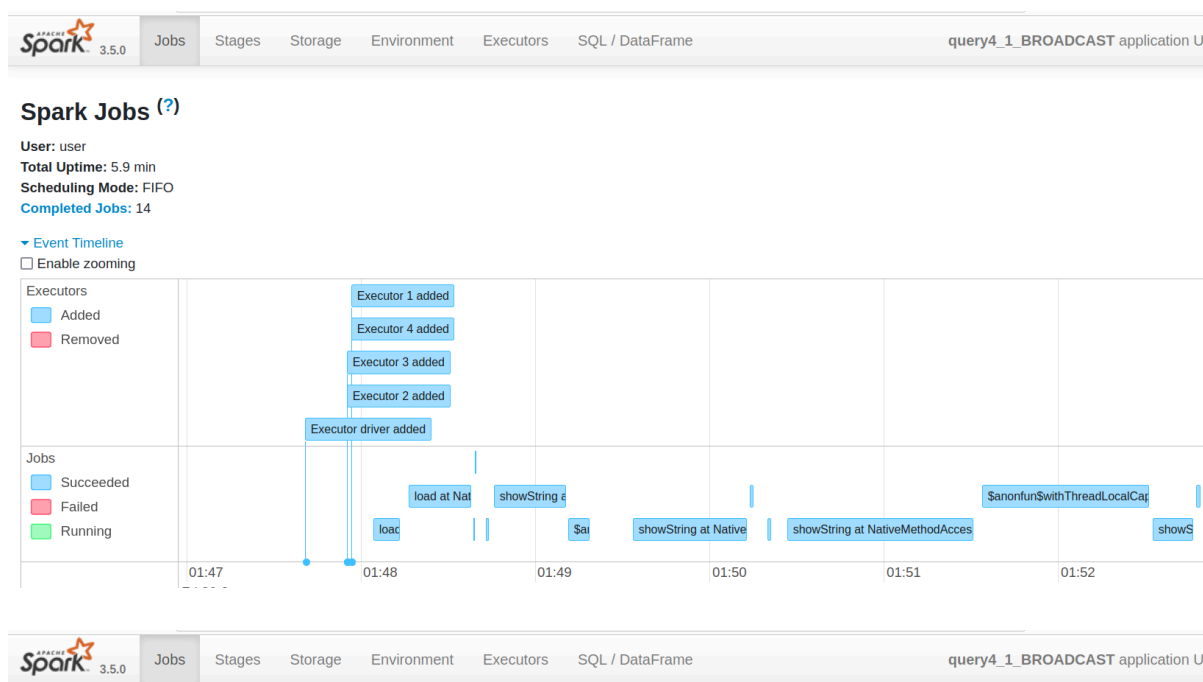 APACHE Spark 3.5.0 Jobs Stages Storage Environment Executors SQL / DataFrame query4_1_BROADCAST application U
Spark Jobs (?)
User: user
Total Uptime: 5.9 min
Scheduling Mode: FIFO
Completed Jobs: 14
Event Timeline
Enable zooming
Executors
Added
Removed
Executor 1 added
Executor 4 added
Executor 3 added
Executor 2 added
Executor driver added
Jobs
Succeeded
Failed
Running
load at Nat showString a $anonfun$withThreadLocalCap
load $an showString at Native showString at NativeMethodAcces showS
01:47 01:48 01:49 01:50 01:51 01:52
APACHE Spark 3.5.0 Jobs Stages Storage Environment Executors SQL / DataFrame query4_1_BROADCAST application U